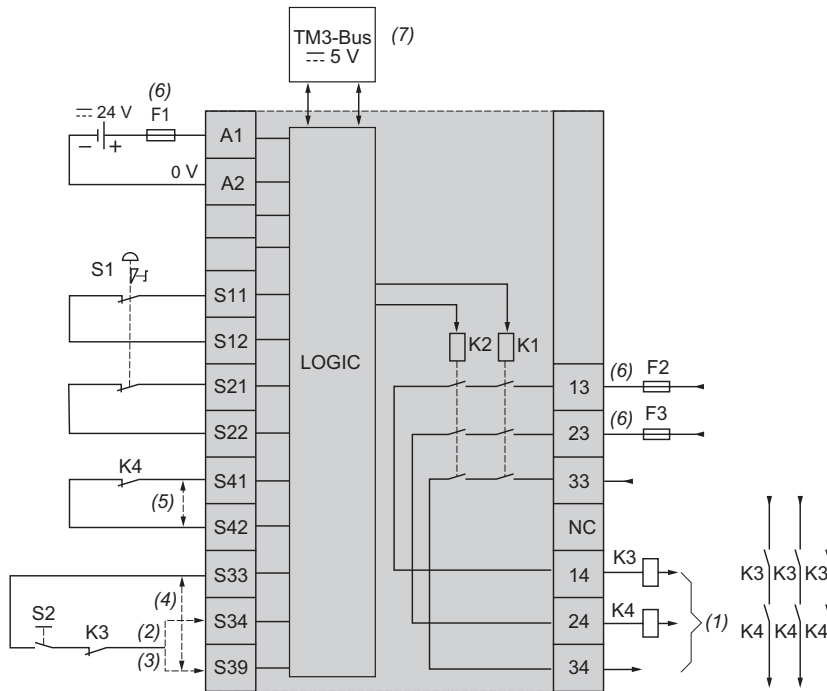 TM3-Bus (7)
5 V
(6)
24 V
F1
– +
A1
0 V
A2
S1
S11
S12
S21
S22
K4
S41
(5)
S42
S33
(4)
S2
K3
(2)
S34
(3)
S39
LOGIC
K2
K1
13
(6) F2
23
(6) F3
33
NC
14
K3
24
K4
34
(1)
K3 K3 K3
K4 K4 K4